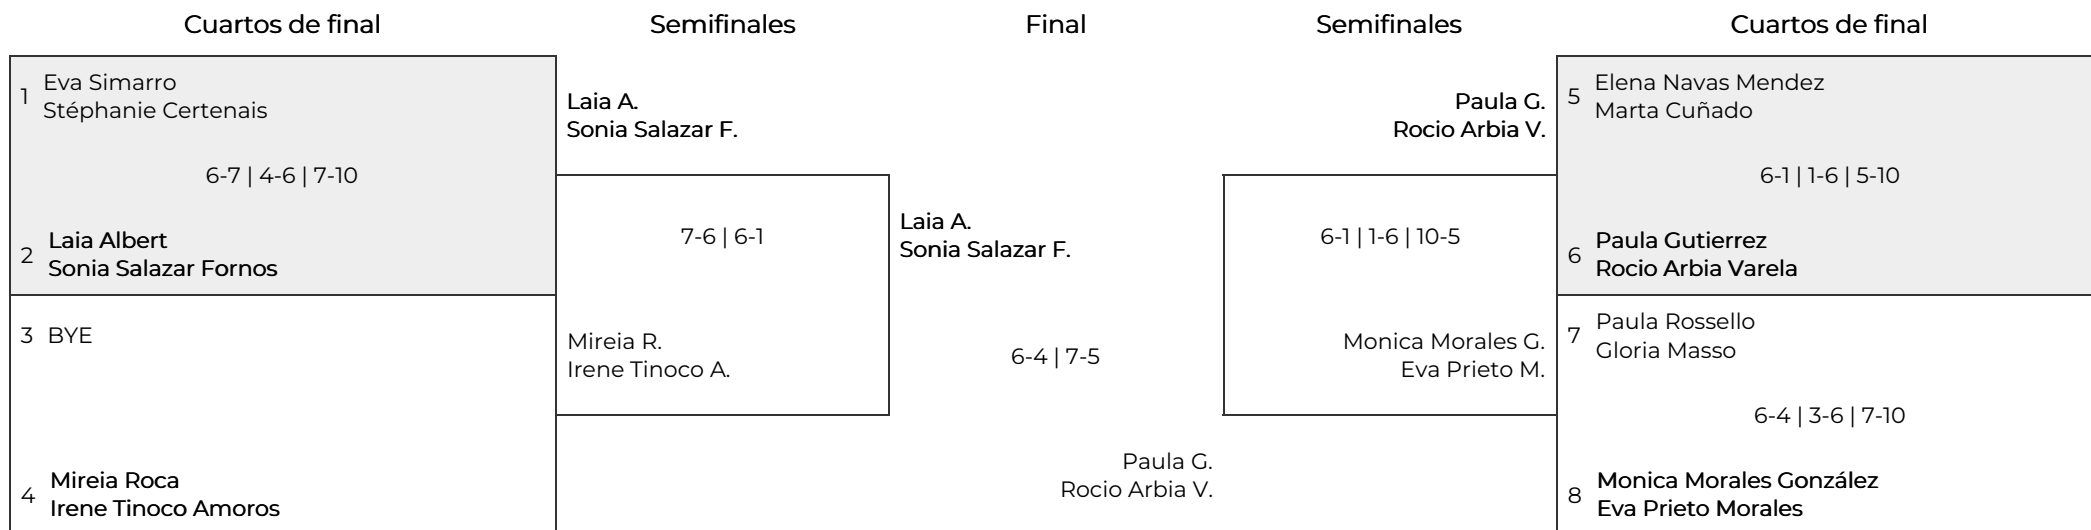 Cuartos de final
Semifinales
Final
Semifinales
Cuartos de final
1
Eva Simarro
Stéphanie Certenais
6-7 | 4-6 | 7-10
2
Laia Albert
Sonia Salazar Fornos
3 BYE
4
Mireia Roca
Irene Tinoco Amoros
Laia A.
Sonia Salazar F.
7-6 | 6-1
Mireia R.
Irene Tinoco A.
Laia A.
Sonia Salazar F.
6-4 | 7-5
Paula G.
Rocio Arbia V.
Paula G.
Rocio Arbia V.
6-1 | 1-6 | 10-5
Monica Morales G.
Eva Prieto M.
5
Elena Navas Mendez
Marta Cuñado
6-1 | 1-6 | 5-10
6
Paula Gutierrez
Rocio Arbia Varela
7
Paula Rossello
Gloria Masso
6-4 | 3-6 | 7-10
8
Monica Morales González
Eva Prieto Morales